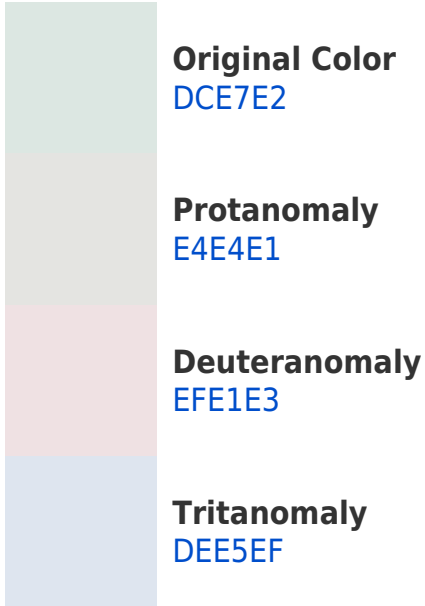 Original Color
DCE7E2
Protanomaly
E4E4E1
Deuteranomaly
EFE1E3
Tritanomaly
DEE5EF